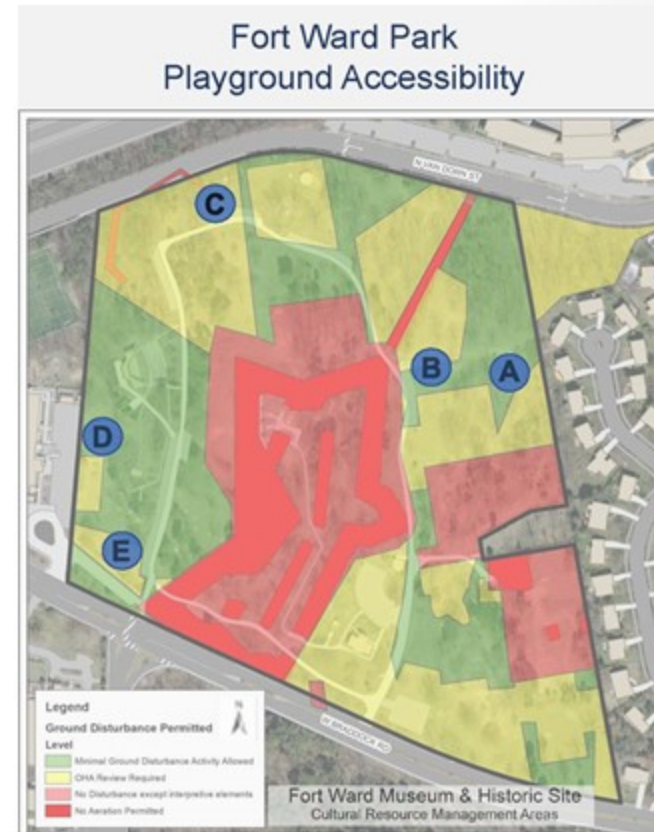 Fort Ward Park
Playground Accessibility
N VAN DORN ST
C
B
A
D
E
Legend
N
Ground Disturbance Permitted
Level
Minimal Ground Disturbance Activity Allowed
OHA Review Required
No Disturbance except interpretive elements
No Aeration Permitted
W BRADDOCK RD
Fort Ward Museum & Historic Site
Cultural Resource Management Areas